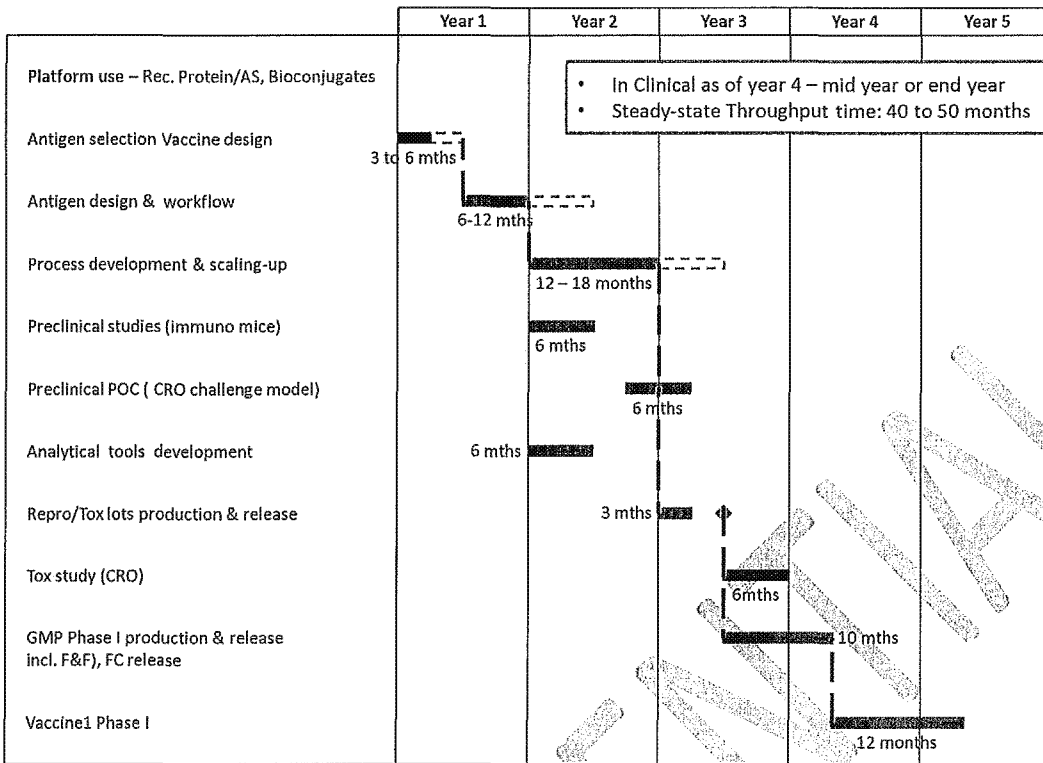 Year 1 Year 2 Year 3 Year 4 Year 5
Platform use – Rec. Protein/AS, Bioconjugates
• In Clinical as of year 4 – mid year or end year
• Steady-state Throughput time: 40 to 50 months
Antigen selection Vaccine design
3 to 6 mths
Antigen design & workflow
6-12 mths
Process development & scaling-up
12 – 18 months
Preclinical studies (immuno mice)
6 mths
Preclinical POC ( CRO challenge model)
6 mths
Analytical tools development
6 mths
Repro/Tox lots production & release
3 mths
Tox study (CRO)
6mths
GMP Phase I production & release
incl. F&F), FC release
10 mths
Vaccine1 Phase I
12 months